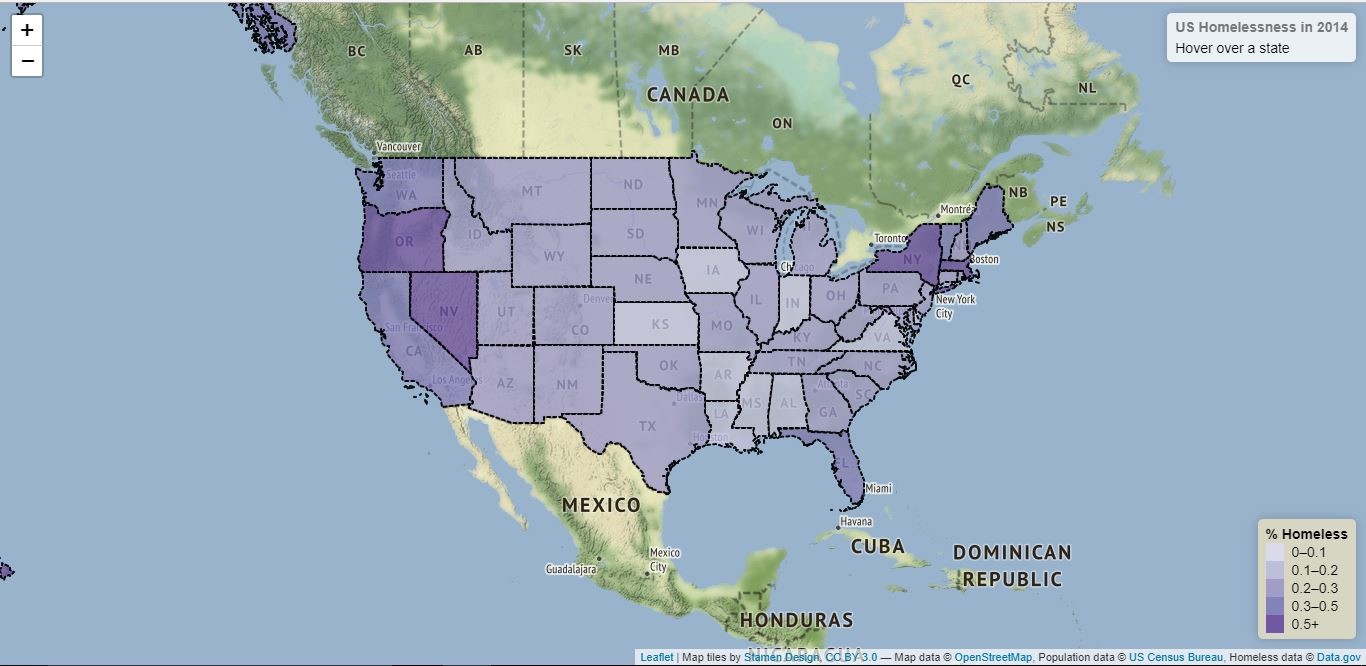 +
−
US Homelessness in 2014
Hover over a state
BC
AB
SK
MB
CANADA
ON
QC
NL
Vancouver
Seattle
WA
MT
ND
MN
NB
PE
NS
Montré
Toronto
Boston
OR
ID
SD
WI
NY
WY
IA
Chicago
NE
IL
IN
OH
PA
New York
City
NV
UT
Denver
CO
KS
MO
KY
VA
San Francisco
CA
Los Angeles
AZ
NM
OK
AR
TN
NC
Atlanta
SC
Dallas
TX
LA
MS
AL
GA
Houston
FL
Miami
MEXICO
Havana
CUBA
DOMINICAN
REPUBLIC
Guadalajara
Mexico
City
HONDURAS
NICARAGUA
% Homeless
0–0.1
0.1–0.2
0.2–0.3
0.3–0.5
0.5+
Leaflet | Map tiles by Stamen Design, CC BY 3.0 — Map data © OpenStreetMap, Population data © US Census Bureau, Homeless data © Data.gov